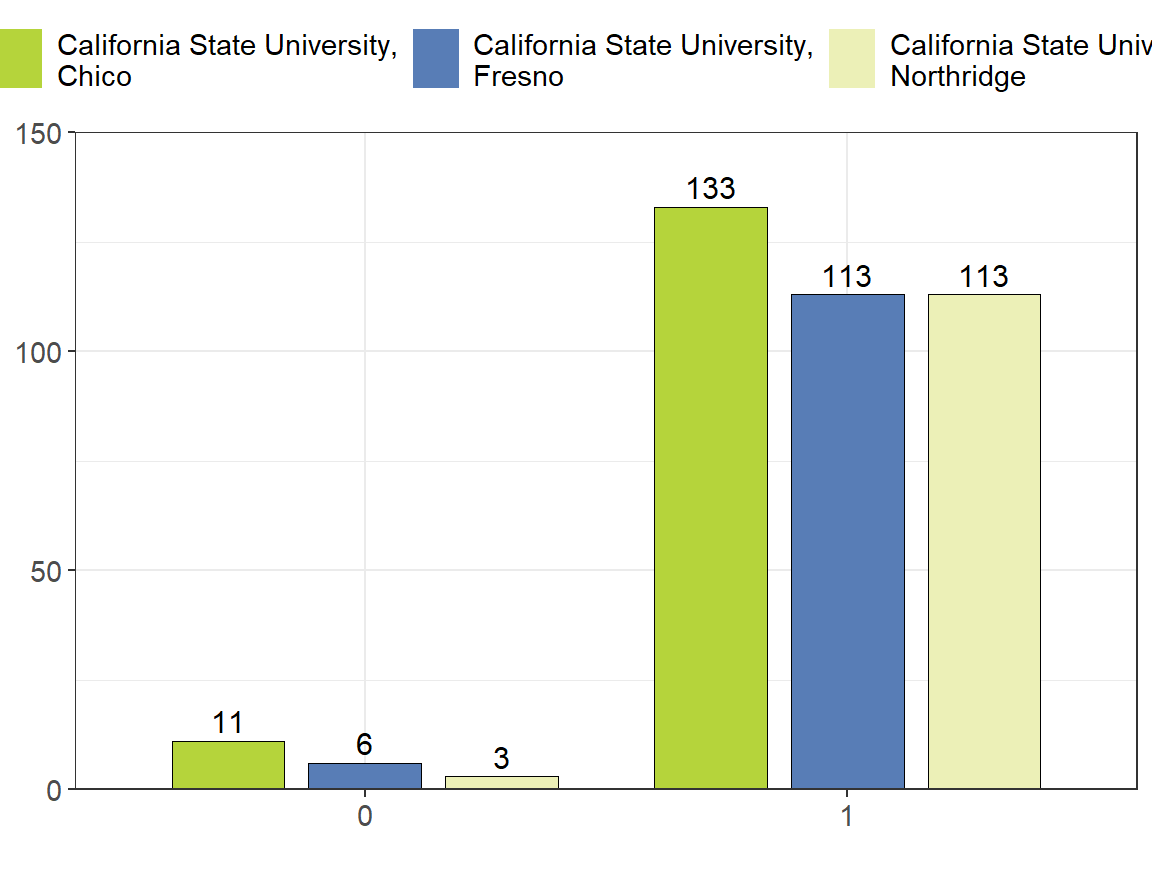 California State University,
Chico
California State University,
Fresno
California State Univ
Northridge
150
100
50
0
11
6
3
133
113
113
0
1